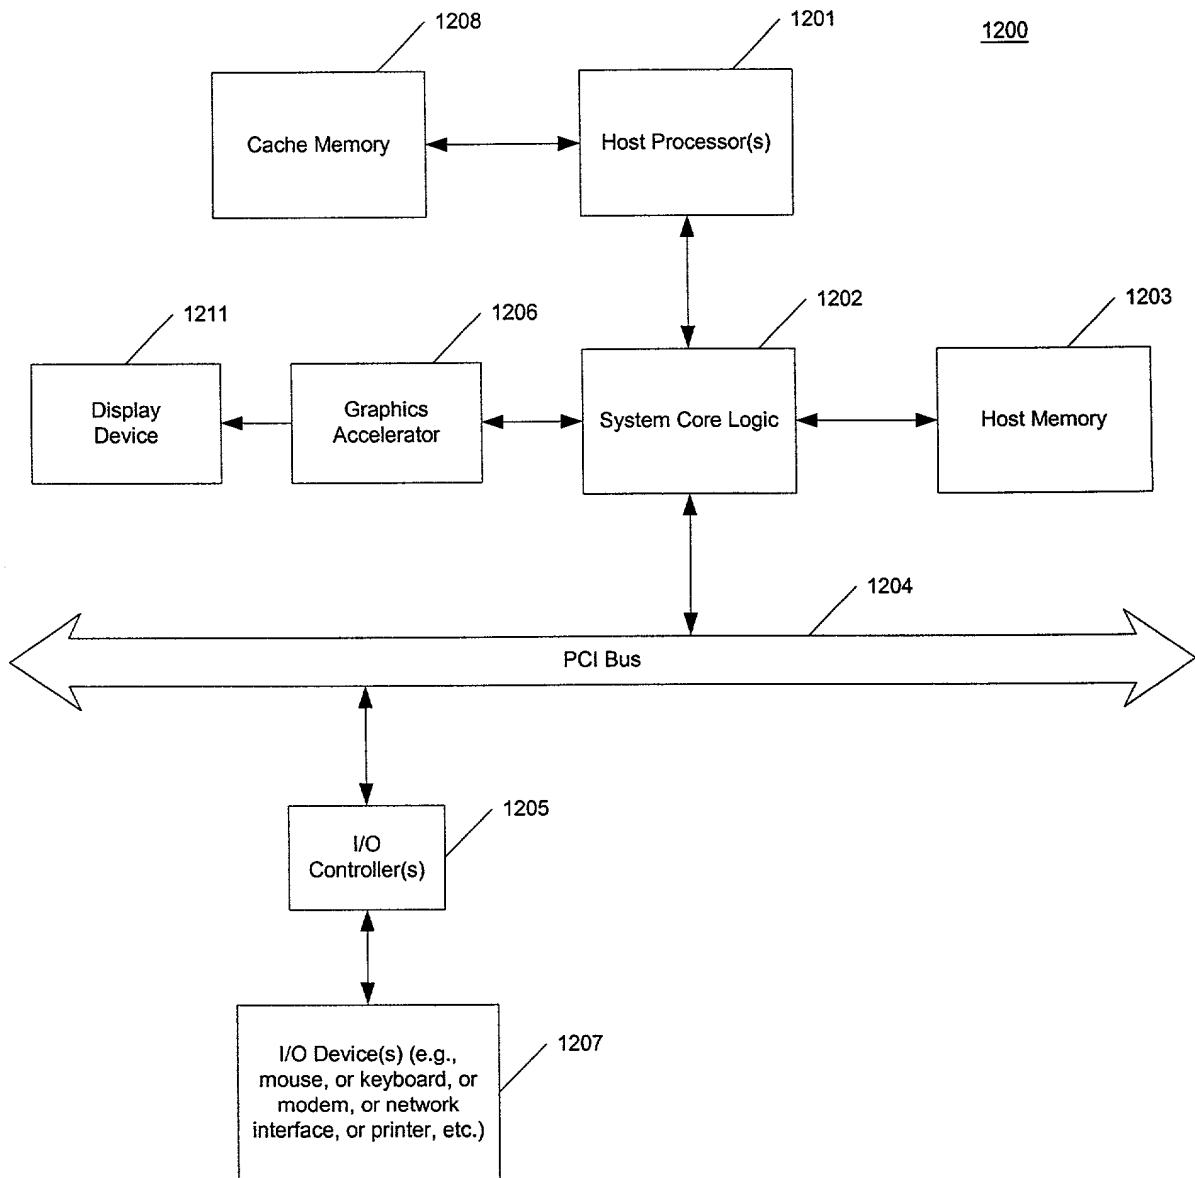 1208
1201
1200
Cache Memory
Host Processor(s)
1211
1206
1202
1203
Display
Device
Graphics
Accelerator
System Core Logic
Host Memory
1204
PCI Bus
1205
I/O
Controller(s)
1207
I/O Device(s) (e.g.,
mouse, or keyboard, or
modem, or network
interface, or printer, etc.)